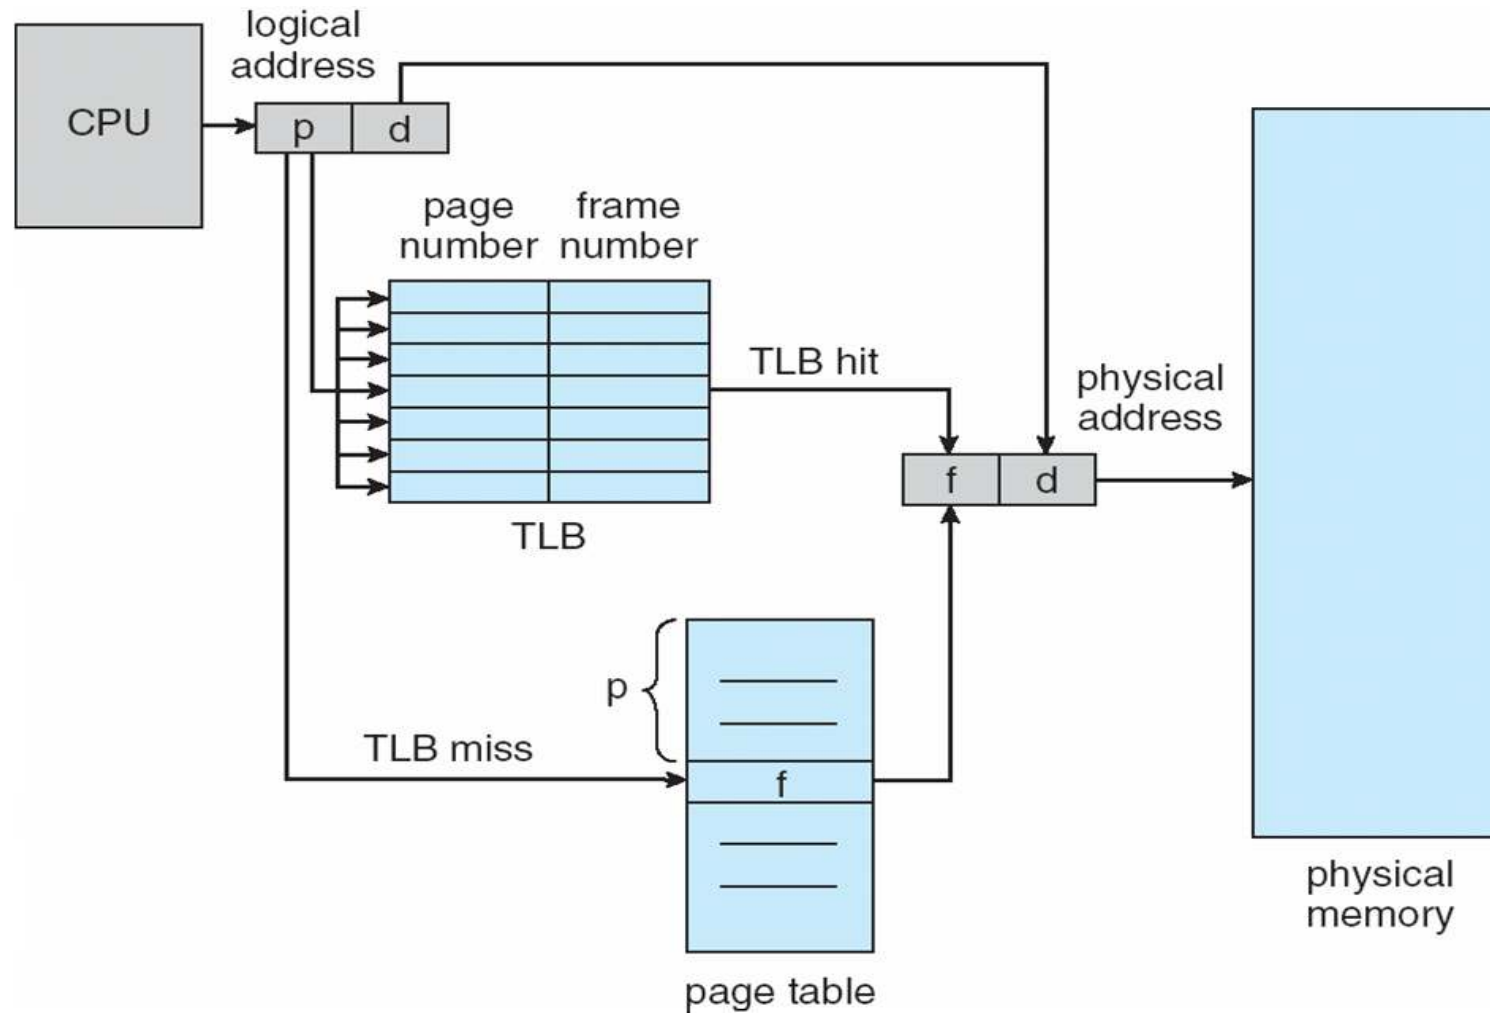 logical
address
CPU
p
d
page
number
frame
number
TLB hit
physical
address
f
d
TLB
p
TLB miss
f
physical
memory
page table